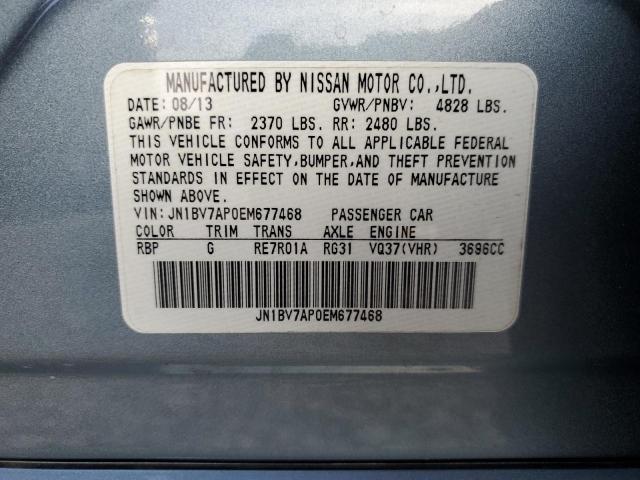 MANUFACTURED BY NISSAN MOTOR CO.,LTD.
DATE: 08/13 GVWR/PNBV: 4828 LBS.
GAWR/PNBE FR: 2370 LBS. RR: 2480 LBS.
THIS VEHICLE CONFORMS TO ALL APPLICABLE FEDERAL
MOTOR VEHICLE SAFETY,BUMPER,AND THEFT PREVENTION
STANDARDS IN EFFECT ON THE DATE OF MANUFACTURE
SHOWN ABOVE.
VIN: JN1BV7AP0EM677468 PASSENGER CAR
COLOR TRIM TRANS AXLE ENGINE
RBP G RE7R01A RG31 VQ37(VHR) 3696CC
JN1BV7AP0EM677468